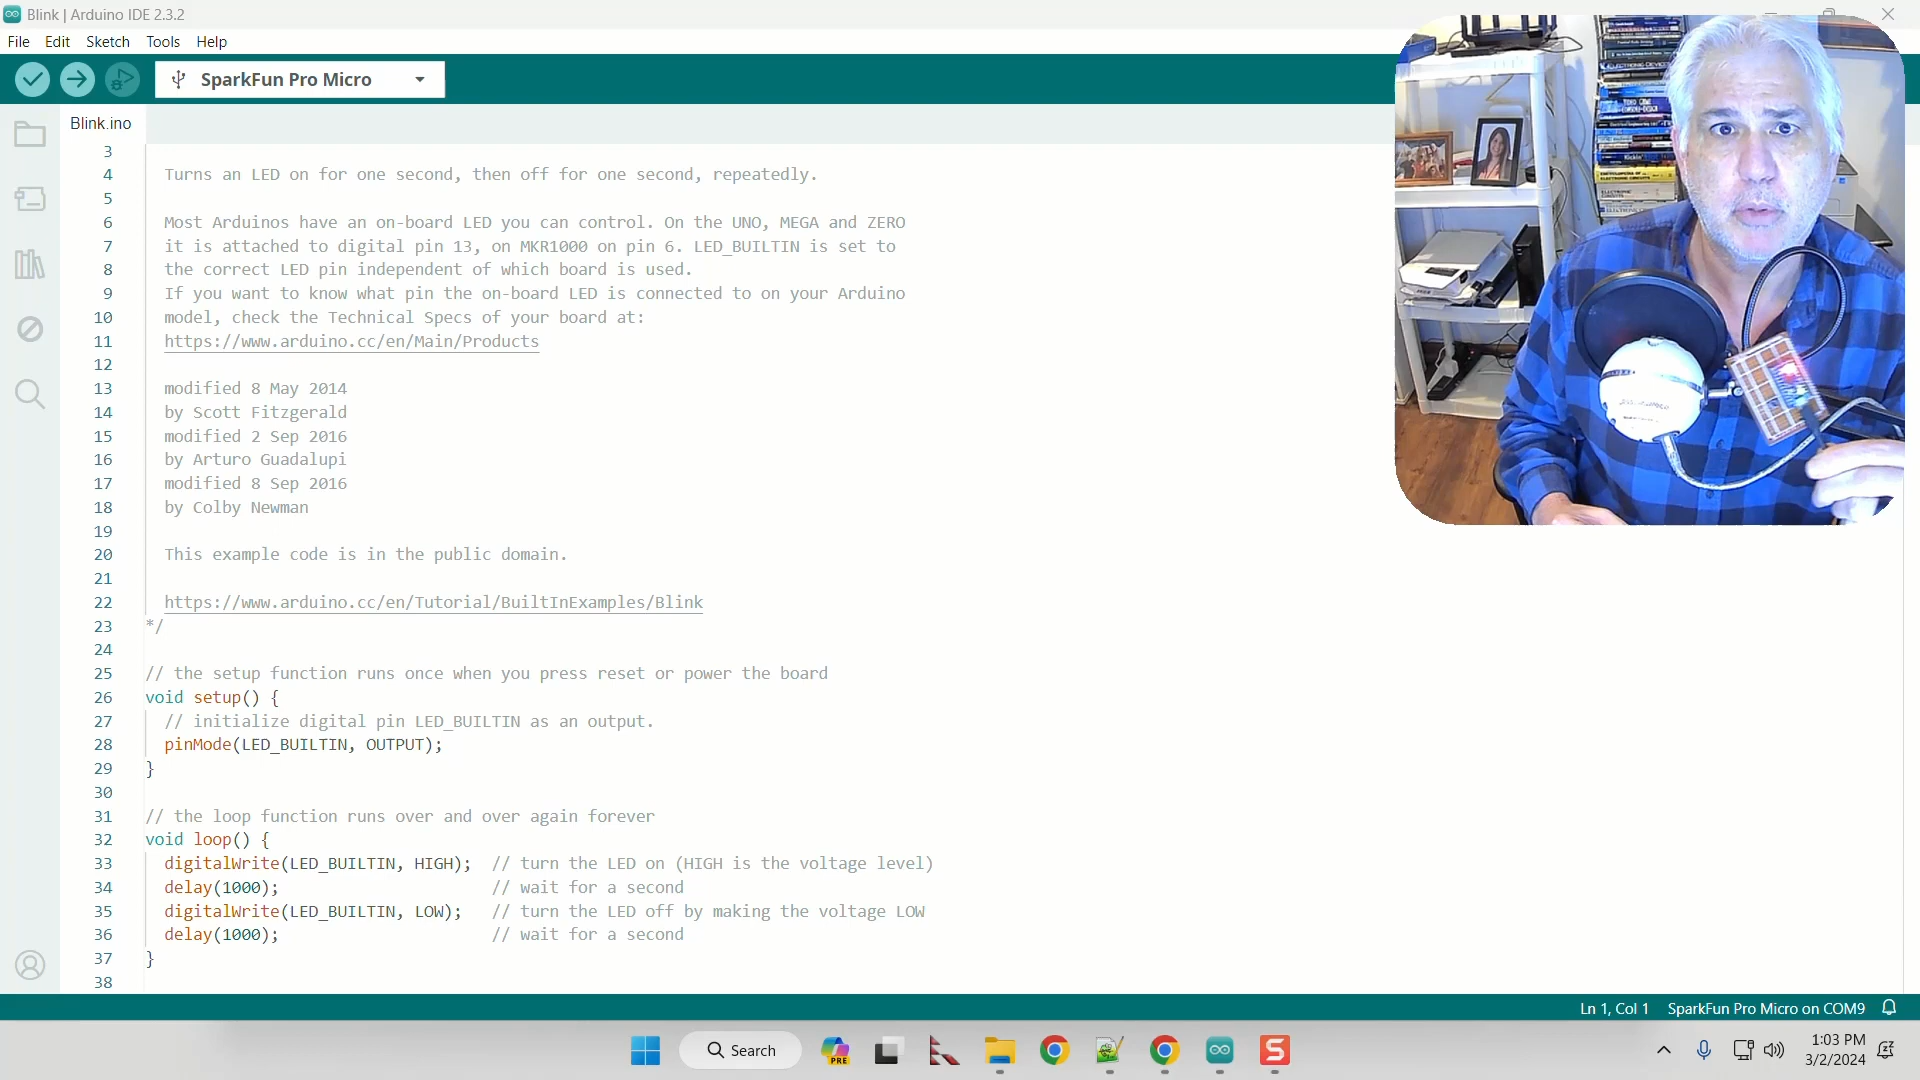 Blink | Arduino IDE 2.3.2
File Edit Sketch Tools Help
SparkFun Pro Micro
Blink.ino
3
4 Turns an LED on for one second, then off for one second, repeatedly.
5
6 Most Arduinos have an on-board LED you can control. On the UNO, MEGA and ZERO
7 it is attached to digital pin 13, on MKR1000 on pin 6. LED_BUILTIN is set to
8 the correct LED pin independent of which board is used.
9 If you want to know what pin the on-board LED is connected to on your Arduino
10 model, check the Technical Specs of your board at:
11 https://www.arduino.cc/en/Main/Products
12
13 modified 8 May 2014
14 by Scott Fitzgerald
15 modified 2 Sep 2016
16 by Arturo Guadalupi
17 modified 8 Sep 2016
18 by Colby Newman
19
20 This example code is in the public domain.
21
22 https://www.arduino.cc/en/Tutorial/BuiltInExamples/Blink
23 */
24
25 // the setup function runs once when you press reset or power the board
26 void setup() {
27 // initialize digital pin LED_BUILTIN as an output.
28 pinMode(LED_BUILTIN, OUTPUT);
29 }
30
31 // the loop function runs over and over again forever
32 void loop() {
33 digitalWrite(LED_BUILTIN, HIGH); // turn the LED on (HIGH is the voltage level)
34 delay(1000); // wait for a second
35 digitalWrite(LED_BUILTIN, LOW); // turn the LED off by making the voltage LOW
36 delay(1000); // wait for a second
37 }
38
Ln 1, Col 1 SparkFun Pro Micro on COM9
Search
PRE
S
1:03 PM
3/2/2024